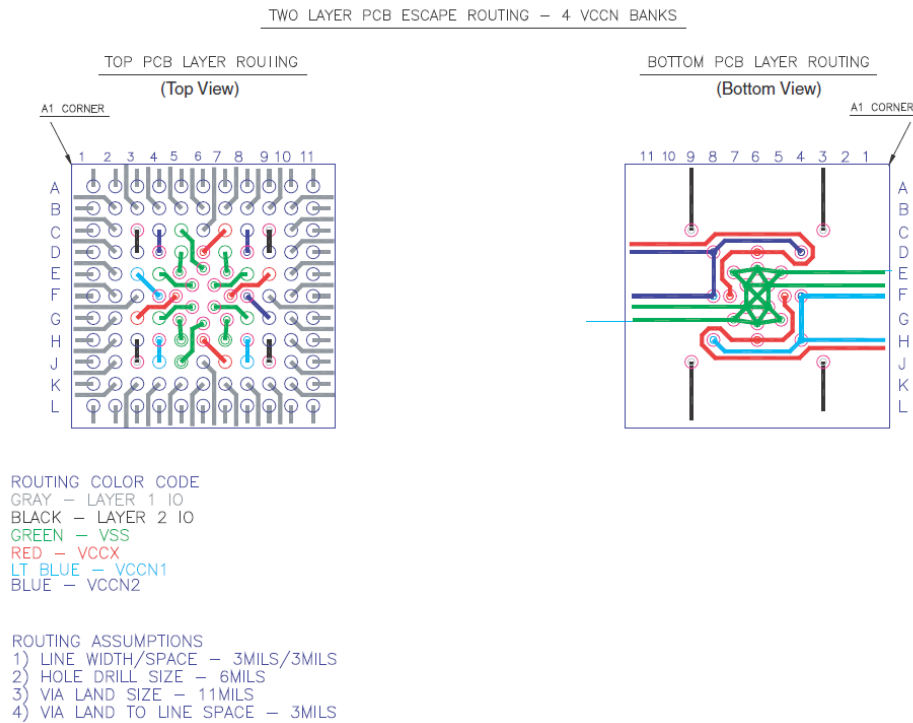 TWO LAYER PCB ESCAPE ROUTING – 4 VCCN BANKS
TOP PCB LAYER ROUIING
(Top View)
A1 CORNER
1 2 3 4 5 6 7 8 9 10 11
A
B
C
D
E
F
G
H
J
K
L
BOTTOM PCB LAYER ROUTING
(Bottom View)
A1 CORNER
11 10 9 8 7 6 5 4 3 2 1
A
B
C
D
E
F
G
H
J
K
L
ROUTING COLOR CODE
GRAY – LAYER 1 IO
BLACK – LAYER 2 IO
GREEN – VSS
RED – VCCX
LT BLUE – VCCN1
BLUE – VCCN2
ROUTING ASSUMPTIONS
1) LINE WIDTH/SPACE – 3MILS/3MILS
2) HOLE DRILL SIZE – 6MILS
3) VIA LAND SIZE – 11MILS
4) VIA LAND TO LINE SPACE – 3MILS